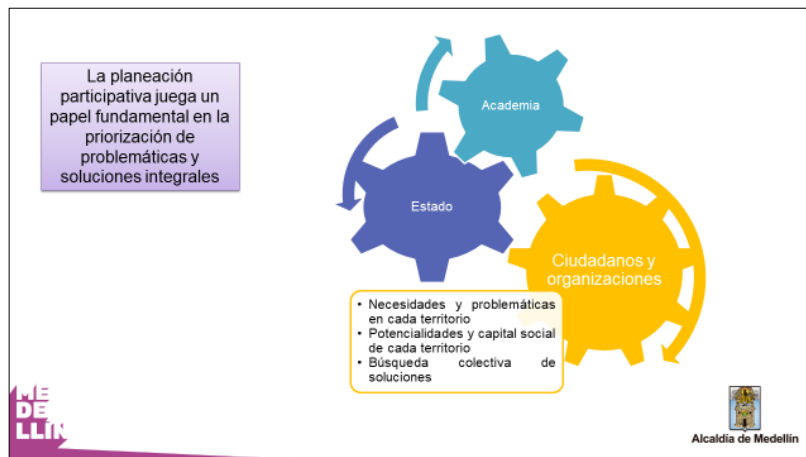 La planeación
participativa juega un
papel fundamental en la
priorización de
problemáticas y
soluciones integrales
Academia
Estado
Ciudadanos y
organizaciones
• Necesidades y problemáticas
en cada territorio
• Potencialidades y capital social
de cada territorio
• Búsqueda colectiva de
soluciones
ME
DE
LLÍN
Alcaldía de Medellín